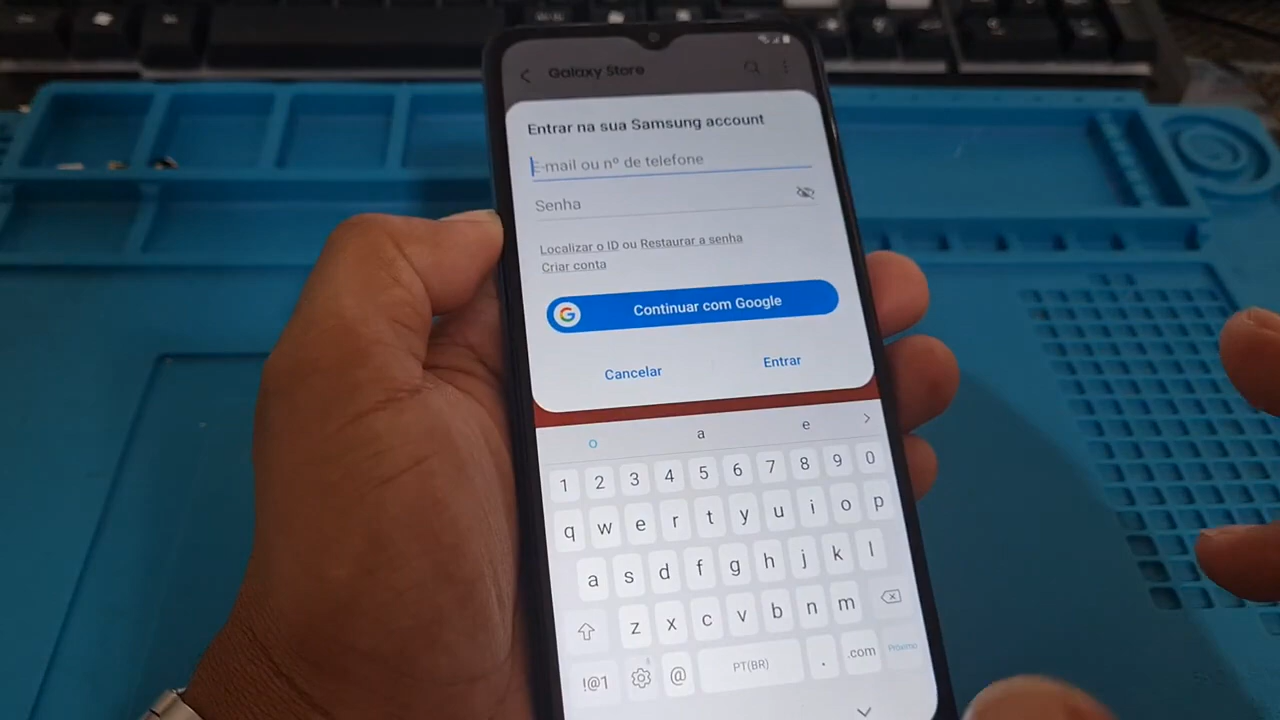 Galaxy Store
Entrar na sua Samsung account
E-mail ou nº de telefone
Senha
Localizar o ID ou Restaurar a senha
Criar conta
G Continuar com Google
Cancelar Entrar
o a e
1 2 3 4 5 6 7 8 9 0
q w e r t y u i o p
a s d f g h j k l
z x c v b n m
!@1 @ PT(BR) . .com Próximo